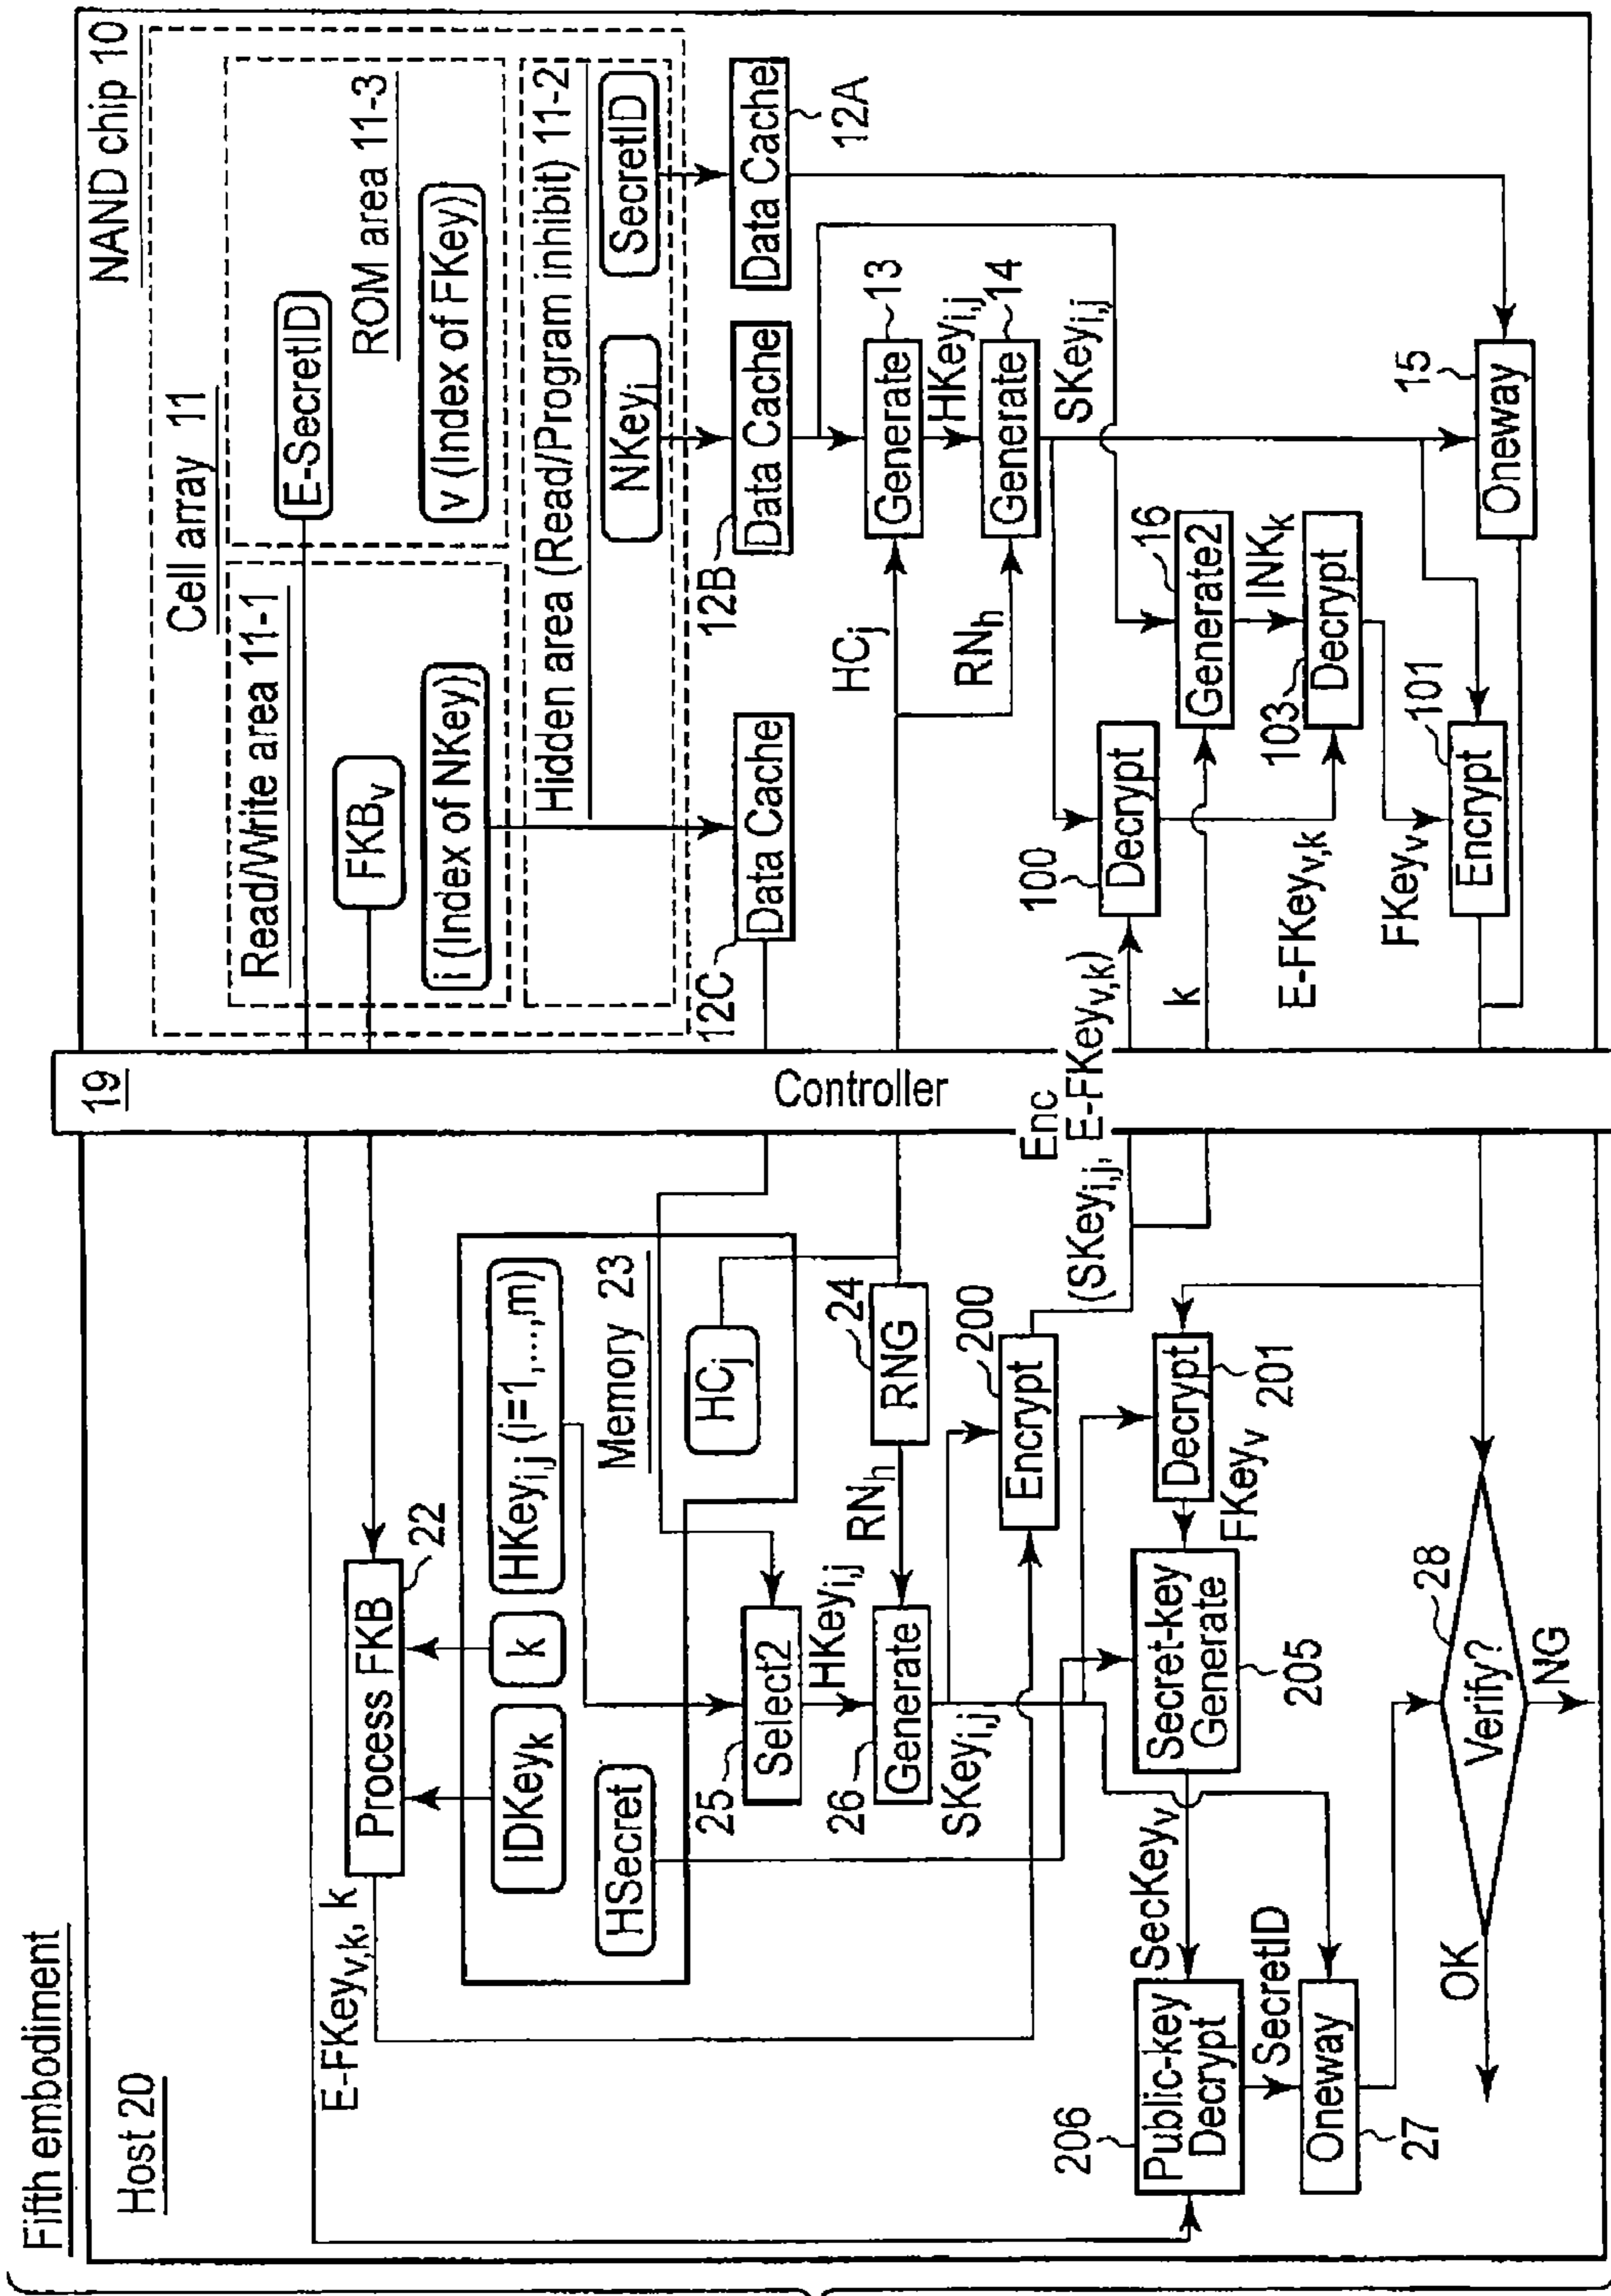 Fifth embodiment
Host 20
E-FKeyv,k, k
Process FKB
22
IDKeyk
k
HKeyi,j (i=1,...,m)
HSecret
Memory 23
HCj
25
Select2
HKeyi,j
RNh
24
RNG
26
Generate
SKeyi,j
200
Encrypt
Enc
(SKeyi,j, E-FKeyv,k)
Decrypt
201
FKeyv
Secret-key
Generate
205
SecKeyv
206
Public-key
Decrypt
SecretID
Oneway
27
28
Verify?
OK
NG
19
Controller
NAND chip 10
Cell array 11
Read/Write area 11-1
FKBv
i (Index of NKey)
E-SecretID
ROM area 11-3
v (Index of FKey)
Hidden area (Read/Program inhibit) 11-2
NKeyi
SecretID
12C
Data Cache
12B
Data Cache
Data Cache
12A
HCj
Generate
13
HKeyi,j
RNh
Generate
14
SKeyi,j
100
Decrypt
k
Generate2
16
INKk
E-FKeyv,k
103
Decrypt
FKeyv
Encrypt
101
15
Oneway